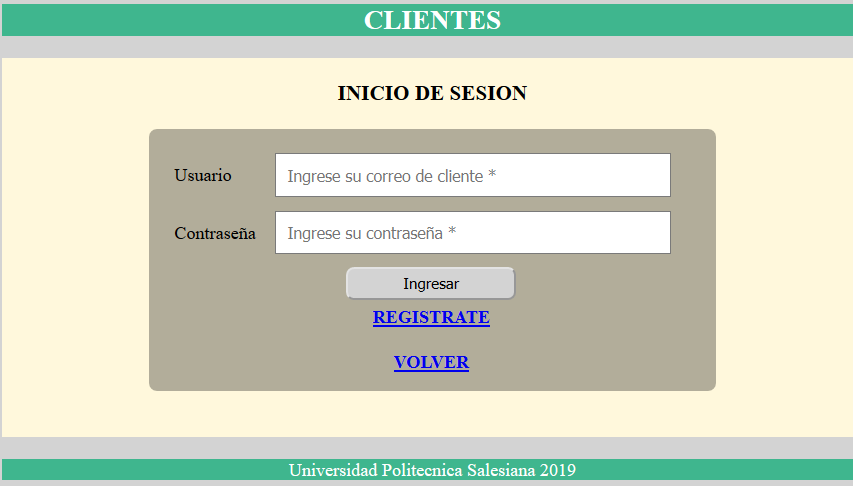 CLIENTES
INICIO DE SESION
Usuario Ingrese su correo de cliente *
Contraseña Ingrese su contraseña *
Ingresar
REGISTRATE
VOLVER
Universidad Politecnica Salesiana 2019